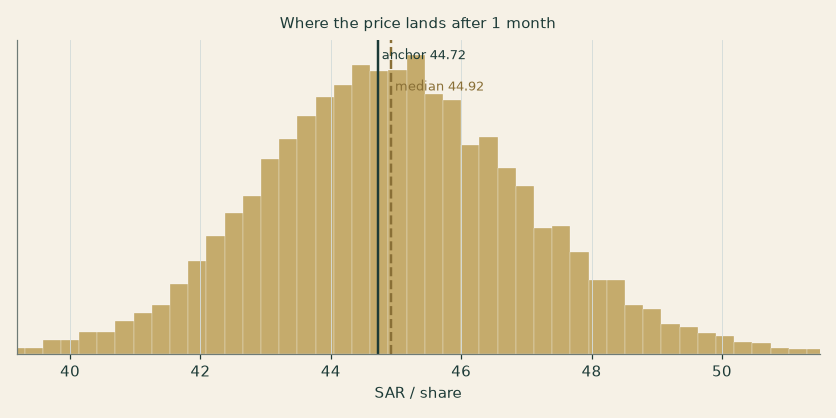 Where the price lands after 1 month
anchor 44.72
median 44.92
40 42 44 46 48 50
SAR / share